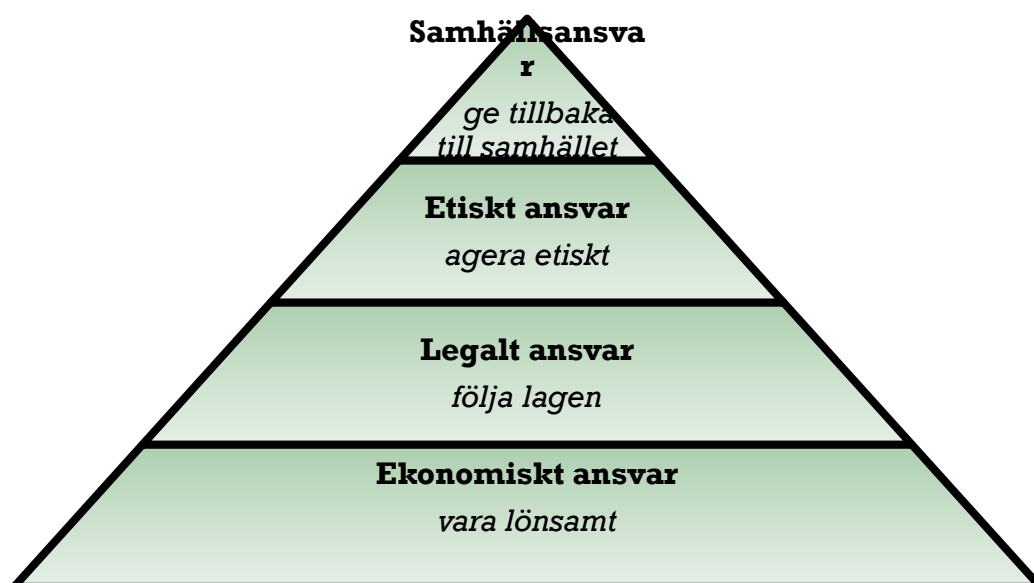 Samhällsansva
r
ge tillbaka
till samhället
Etiskt ansvar
agera etiskt
Legalt ansvar
följa lagen
Ekonomiskt ansvar
vara lönsamt